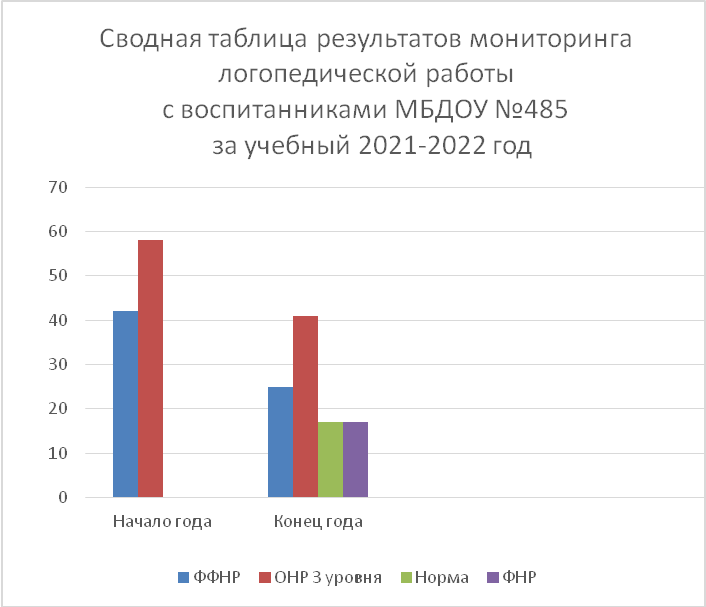 Сводная таблица результатов мониторинга
логопедической работы
с воспитанниками МБДОУ №485
за учебный 2021-2022 год
70
60
50
40
30
20
10
0
Начало года
Конец года
ФФНР
ОНР 3 уровня
Норма
ФНР